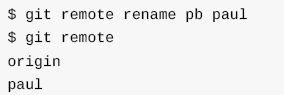 $ git remote rename pb paul
$ git remote
origin
paul